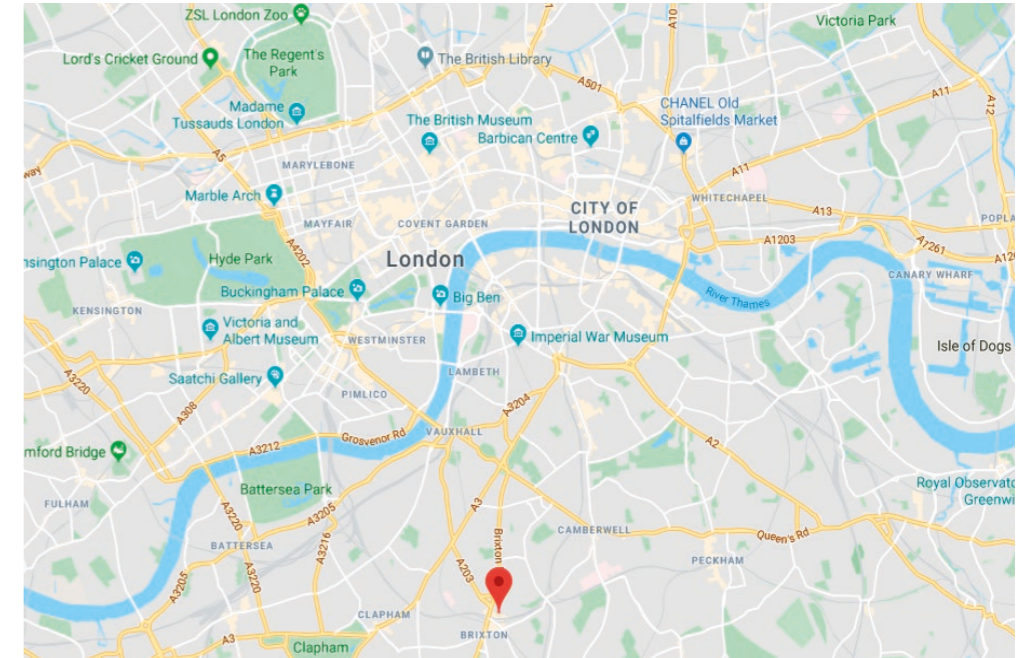 ZSL London Zoo
Victoria Park
A10
Lord's Cricket Ground
The Regent's
Park
The British Library
A501
A11
A12
Madame
Tussauds London
The British Museum
CHANEL Old
Spitalfields Market
Barbican Centre
A5
MARYLEBONE
A11
way
Marble Arch
WHITECHAPEL
CITY OF
LONDON
A13
POPLA
MAYFAIR
COVENT GARDEN
A1203
A1261
A4202
London
Hyde Park
nsington Palace
CANARY WHARF
A120
Buckingham Palace
Big Ben
River Thames
KENSINGTON
Victoria and
Albert Museum
WESTMINSTER
Imperial War Museum
Isle of Dogs
LAMBETH
Saatchi Gallery
A3220
PIMLICO
A308
A3204
Grosvenor Rd
VAUXHALL
A2
A3212
mford Bridge
Battersea Park
Royal Observato
Greenwi
FULHAM
A3220
A3205
A3
CAMBERWELL
Queen's Rd
BATTERSEA
A3216
Brixton
PECKHAM
A203
A3220
A3205
CLAPHAM
BRIXTON
A3
Clapham